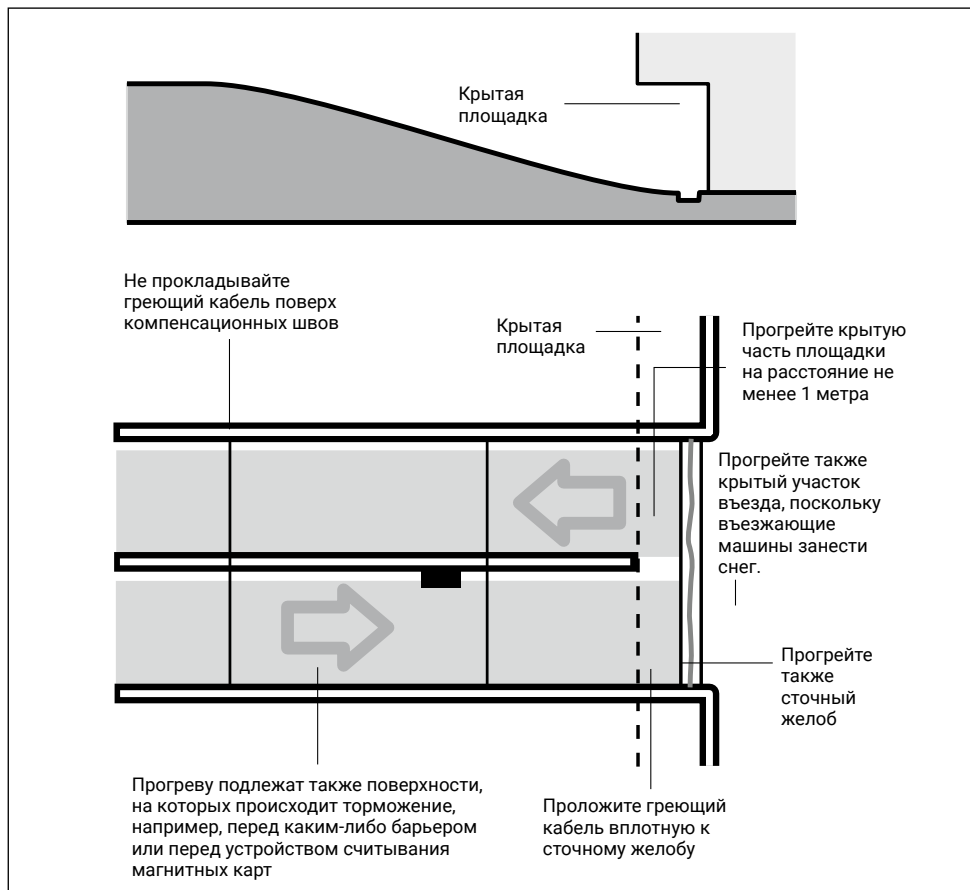 Крытая
площадка
Не прокладывайте
греющий кабель поверх
компенсационных швов
Крытая
площадка
Прогрейте крытую
часть площадки
на расстояние не
менее 1 метра
Прогрейте также
крытый участок
въезда, поскольку
въезжающие
машины занести
снег.
Прогрейте
также
сточный
желоб
Прогреву подлежат также поверхности,
на которых происходит торможение,
например, перед каким-либо барьером
или перед устройством считывания
магнитных карт
Проложите греющий
кабель вплотную к
сточному желобу